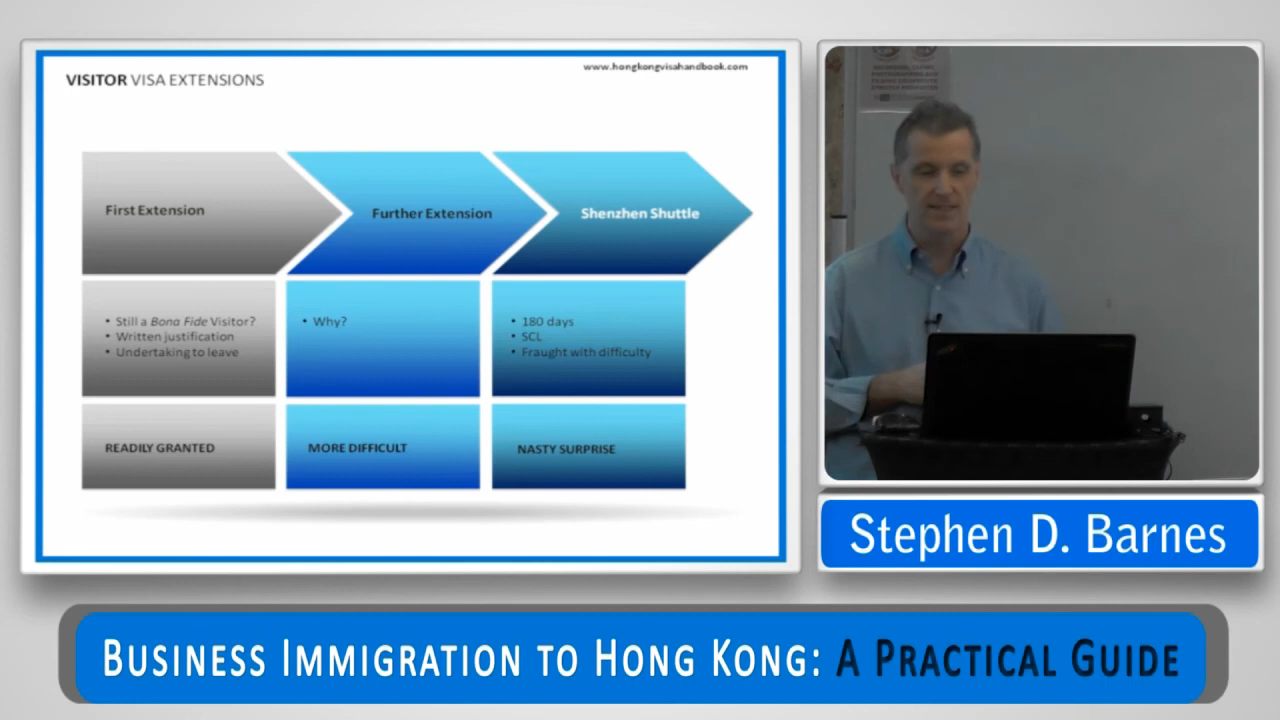 VISITOR VISA EXTENSIONS
www.hongkongvisahandbook.com
First Extension
Further Extension
Shenzhen Shuttle
• Still a Bona Fide Visitor?
• Written justification
• Undertaking to leave
• Why?
• 180 days
• SCL
• Fraught with difficulty
READILY GRANTED
MORE DIFFICULT
NASTY SURPRISE
Stephen D. Barnes
BUSINESS IMMIGRATION TO HONG KONG: A PRACTICAL GUIDE